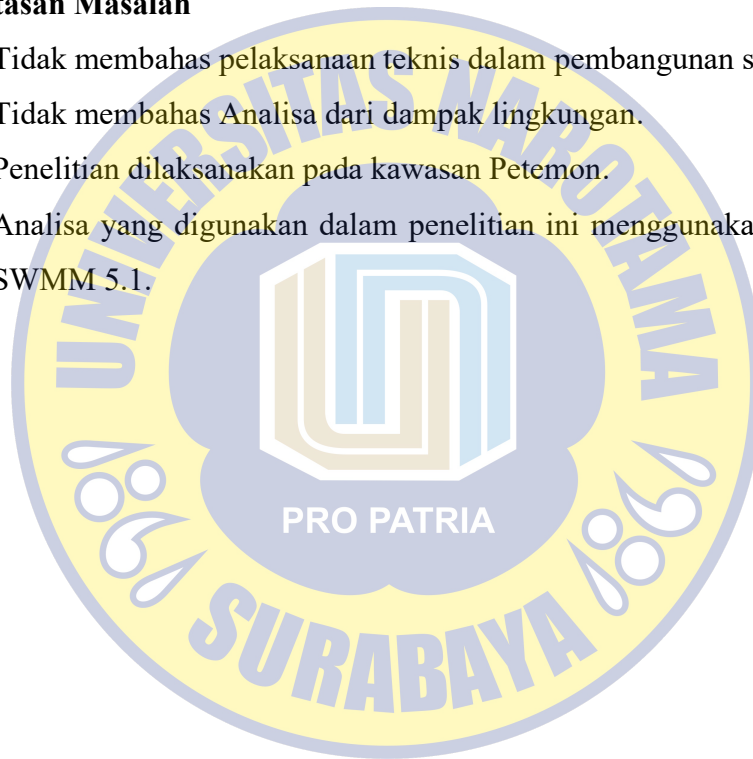 tasan Masalah
Tidak membahas pelaksanaan teknis dalam pembangunan s
Tidak membahas Analisa dari dampak lingkungan.
Penelitian dilaksanakan pada kawasan Petemon.
Analisa yang digunakan dalam penelitian ini menggunaka
SWMM 5.1.
UNIVERSITAS NAROTAMA
PRO PATRIA
SURABAYA